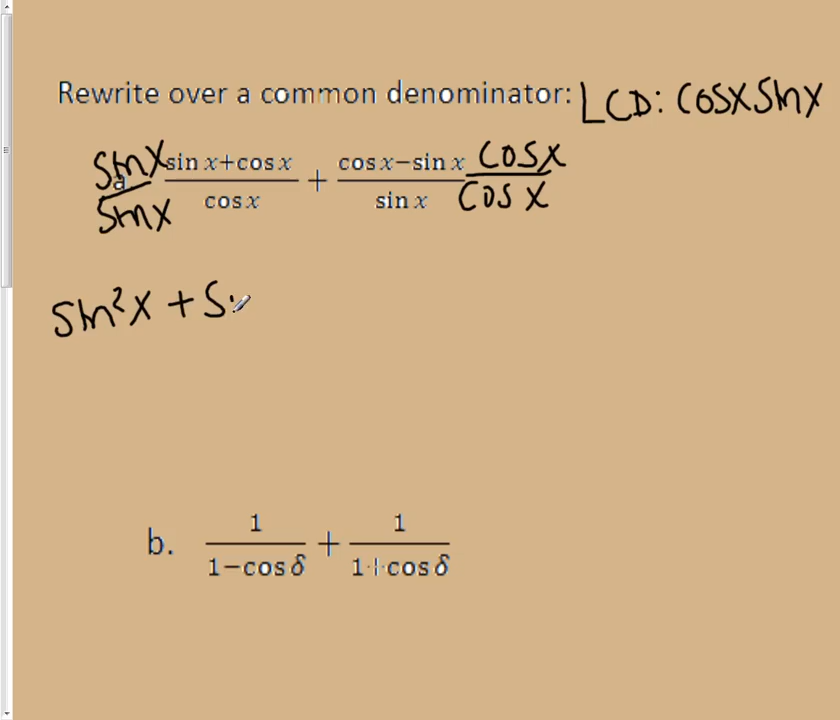 Rewrite over a common denominator: LCD: cosx sinx
a sinx/sinx (sin x+cos x)/(cos x) + (cos x−sin x)/(sin x) cosx/cosx
sin²x + s
b. 1/(1−cos δ) + 1/(1+cos δ)